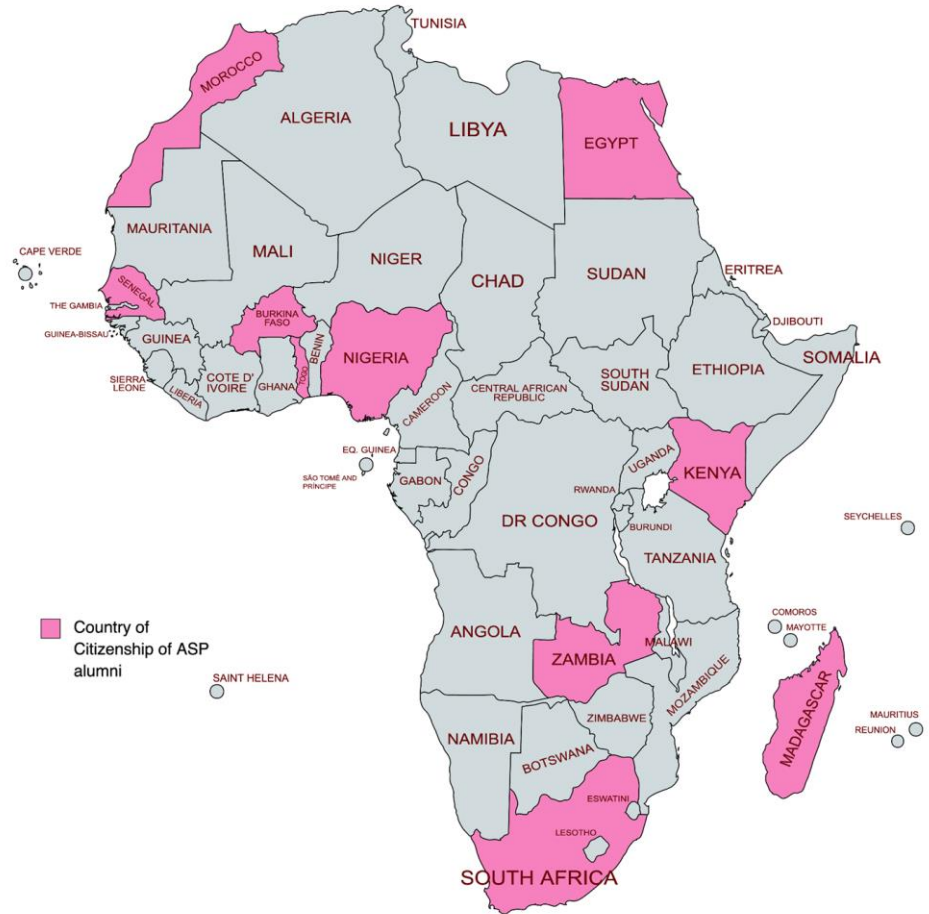 TUNISIA
MOROCCO
ALGERIA
LIBYA
EGYPT
MAURITANIA
MALI
NIGER
CHAD
SUDAN
ERITREA
CAPE VERDE
SENEGAL
THE GAMBIA
GUINEA-BISSAU
GUINEA
BURKINA
FASO
BENIN
NIGERIA
DJIBOUTI
SOMALIA
ETHIOPIA
SOUTH
SUDAN
CENTRAL AFRICAN
REPUBLIC
CAMEROON
TOGO
GHANA
COTE D'
IVOIRE
SIERRA
LEONE
LIBERIA
EQ. GUINEA
SÃO TOMÉ AND
PRÍNCIPE
GABON
CONGO
UGANDA
KENYA
RWANDA
DR CONGO
BURUNDI
TANZANIA
SEYCHELLES
COMOROS
MAYOTTE
Country of
Citizenship of ASP
alumni
ANGOLA
ZAMBIA
MALAWI
MOZAMBIQUE
SAINT HELENA
MADAGASCAR
MAURITIUS
REUNION
NAMIBIA
ZIMBABWE
BOTSWANA
ESWATINI
LESOTHO
SOUTH AFRICA